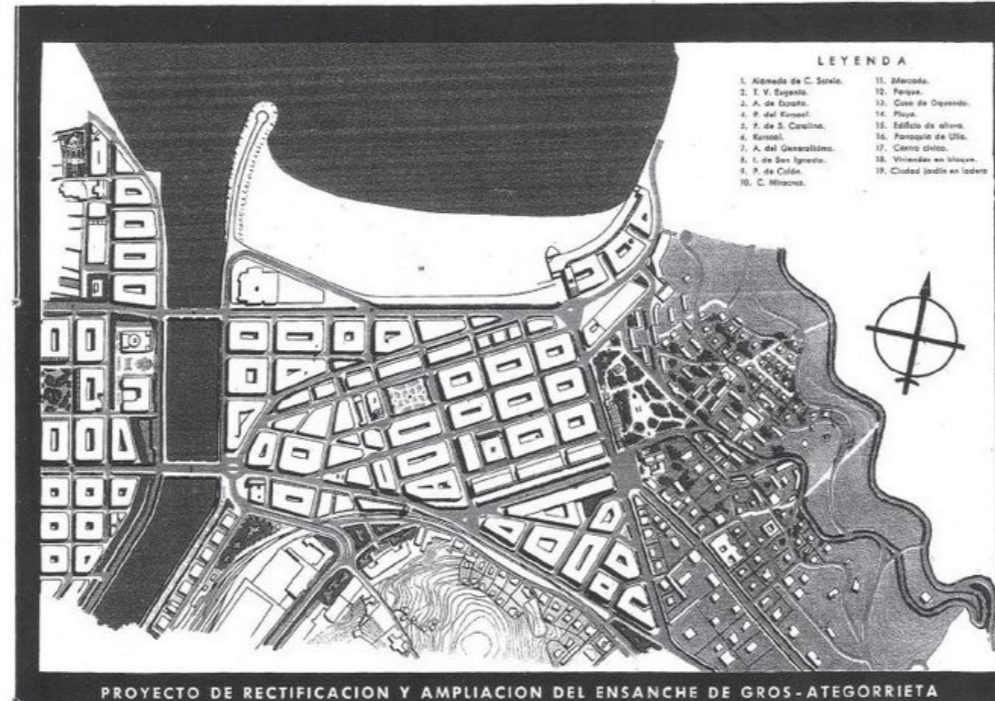 LEYENDA
1. Alameda de C. Sotelo.
2. T. V. Eugenia.
3. A. de España.
4. P. del Kursaal.
5. P. de S. Carolina.
6. Kursaal.
7. A. del Generalísimo.
8. I. de San Ignacio.
9. P. de Colón.
10. C. Miracruz.
11. Mercado.
12. Parque.
13. Casa de Oquendo.
14. Playa.
15. Edificio de altura.
16. Parroquia de Ulía.
17. Centro cívico.
18. Viviendas en bloque.
19. Ciudad jardín en ladera
PROYECTO DE RECTIFICACION Y AMPLIACION DEL ENSANCHE DE GROS-ATEGORRIETA